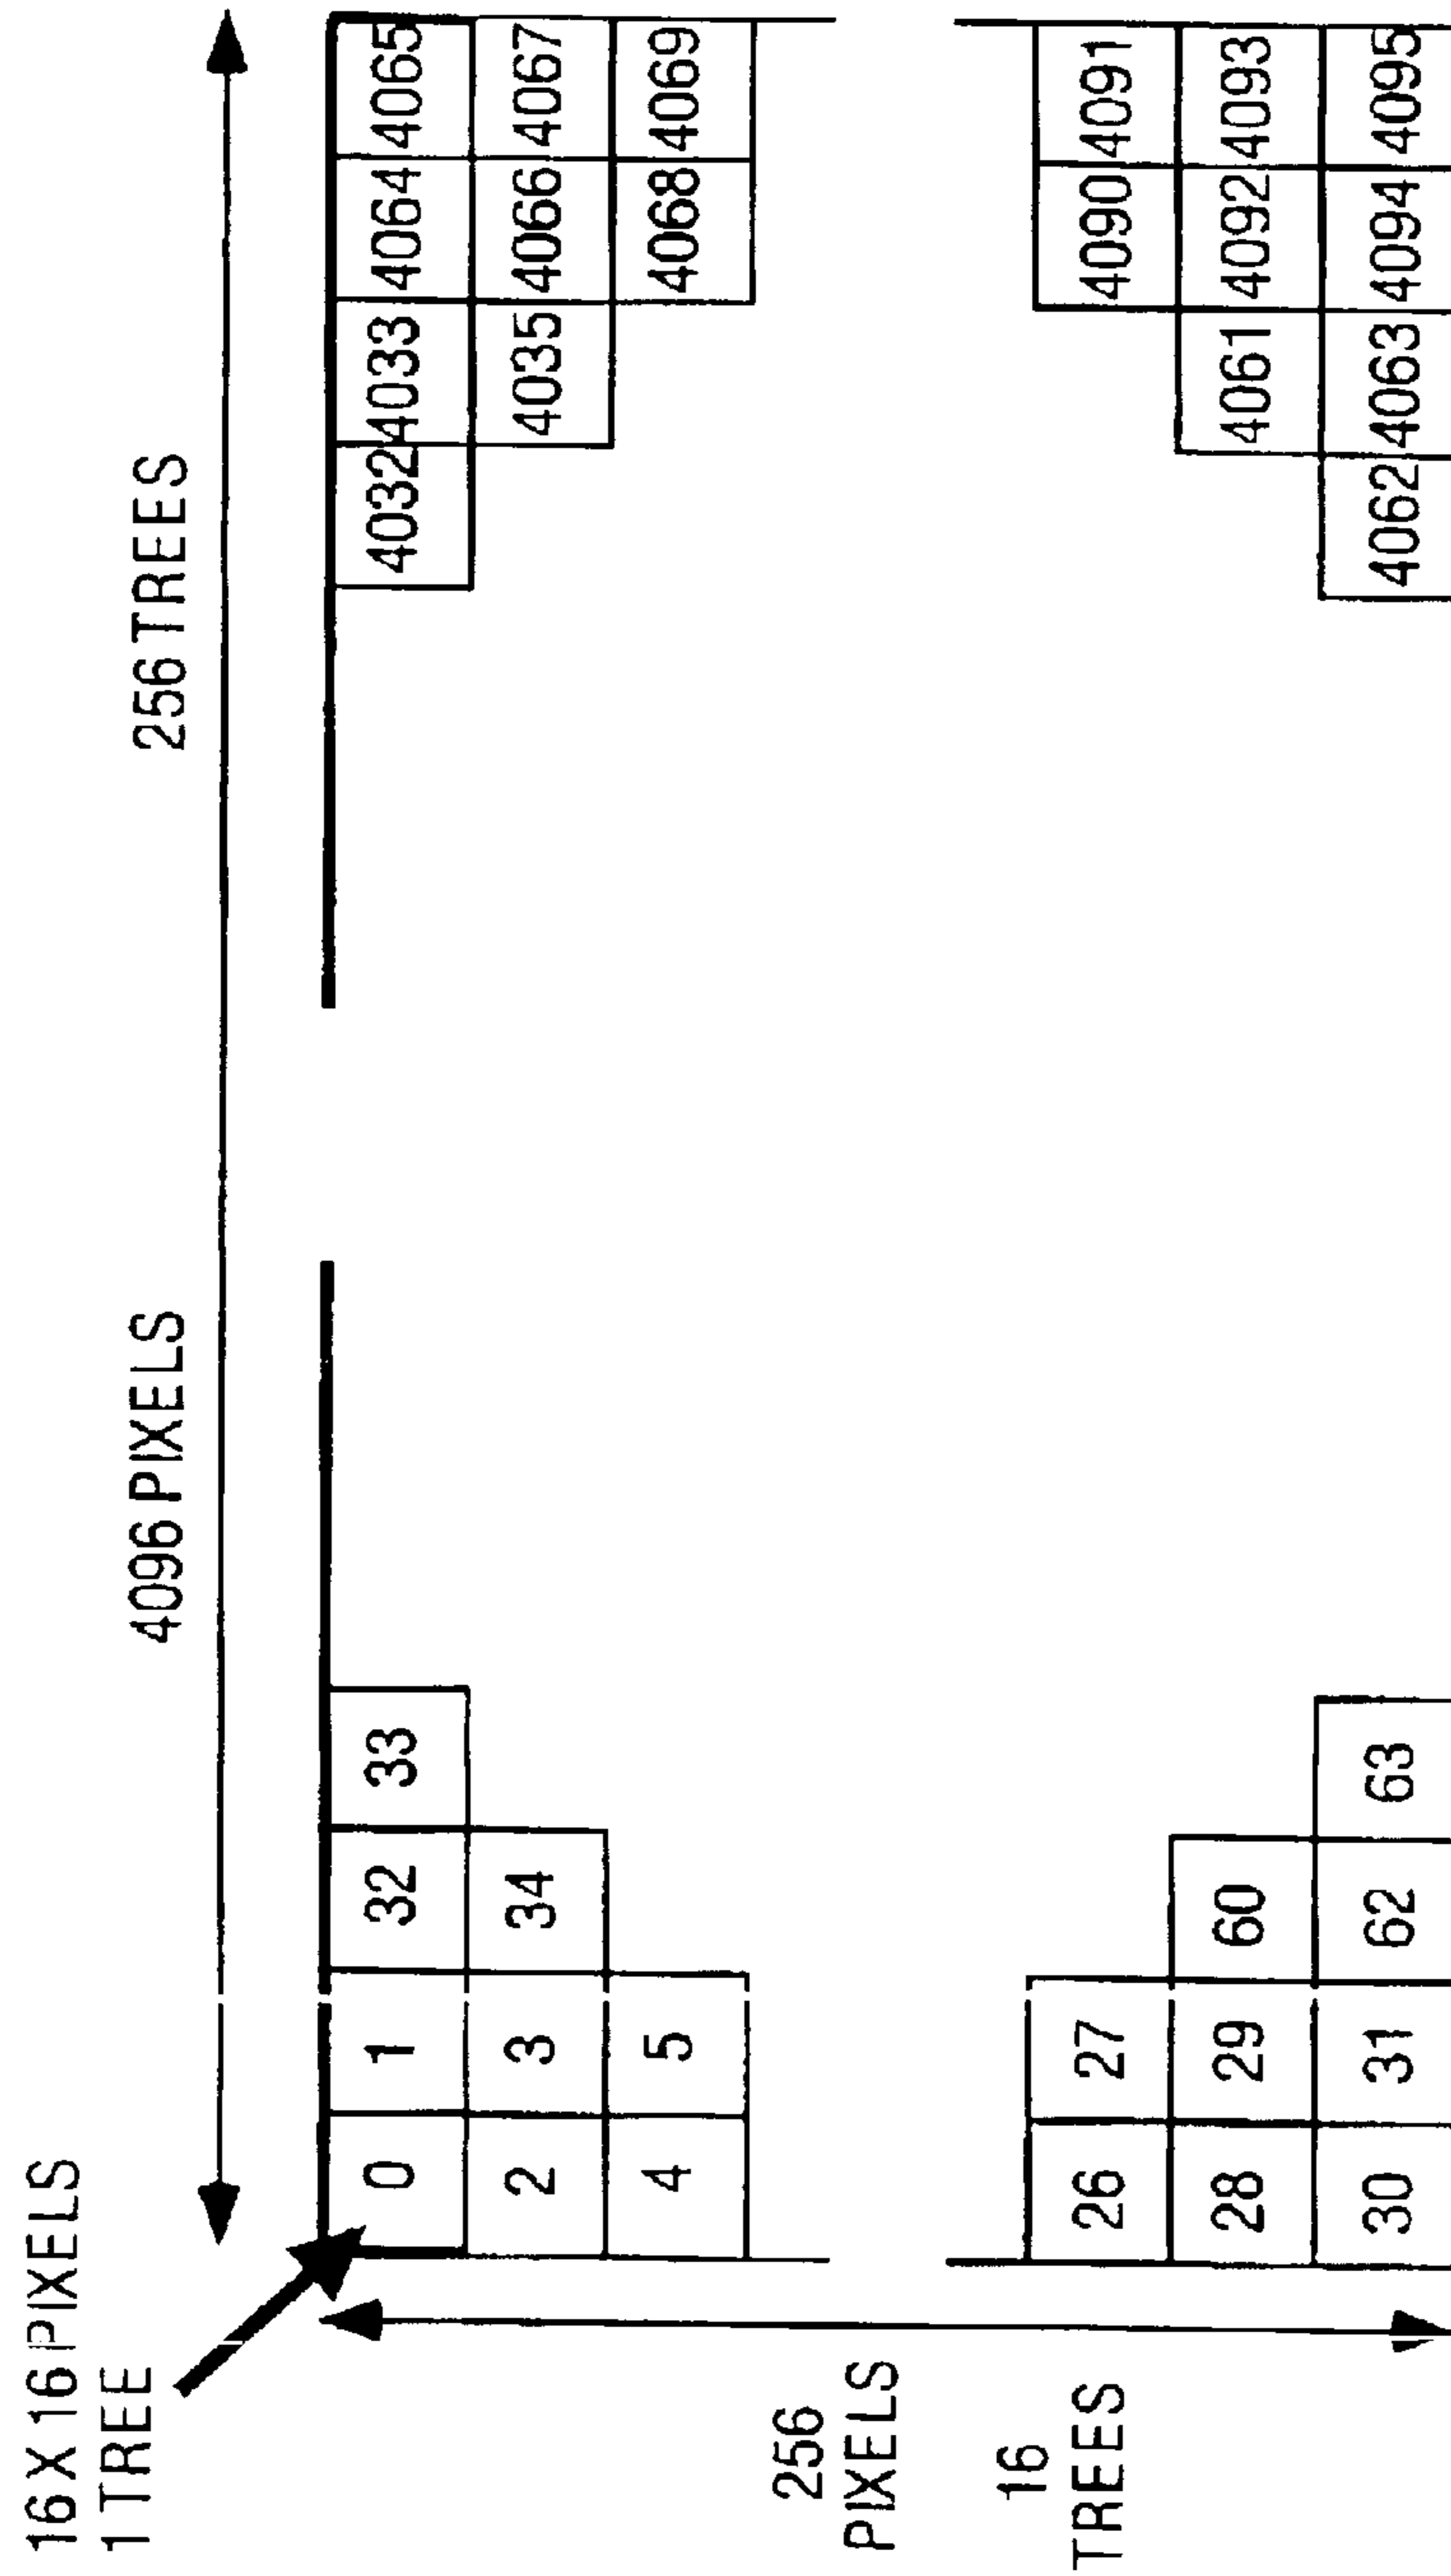 16 X 16 PIXELS
1 TREE
4096 PIXELS 256 TREES
0 1 32 33 4032 4033 4064 4065
2 3 34 4035 4066 4067
4 5 4068 4069
256
PIXELS
16
TREES
26 27 4090 4091
28 29 60 4061 4092 4093
30 31 62 63 4062 4063 4094 4095